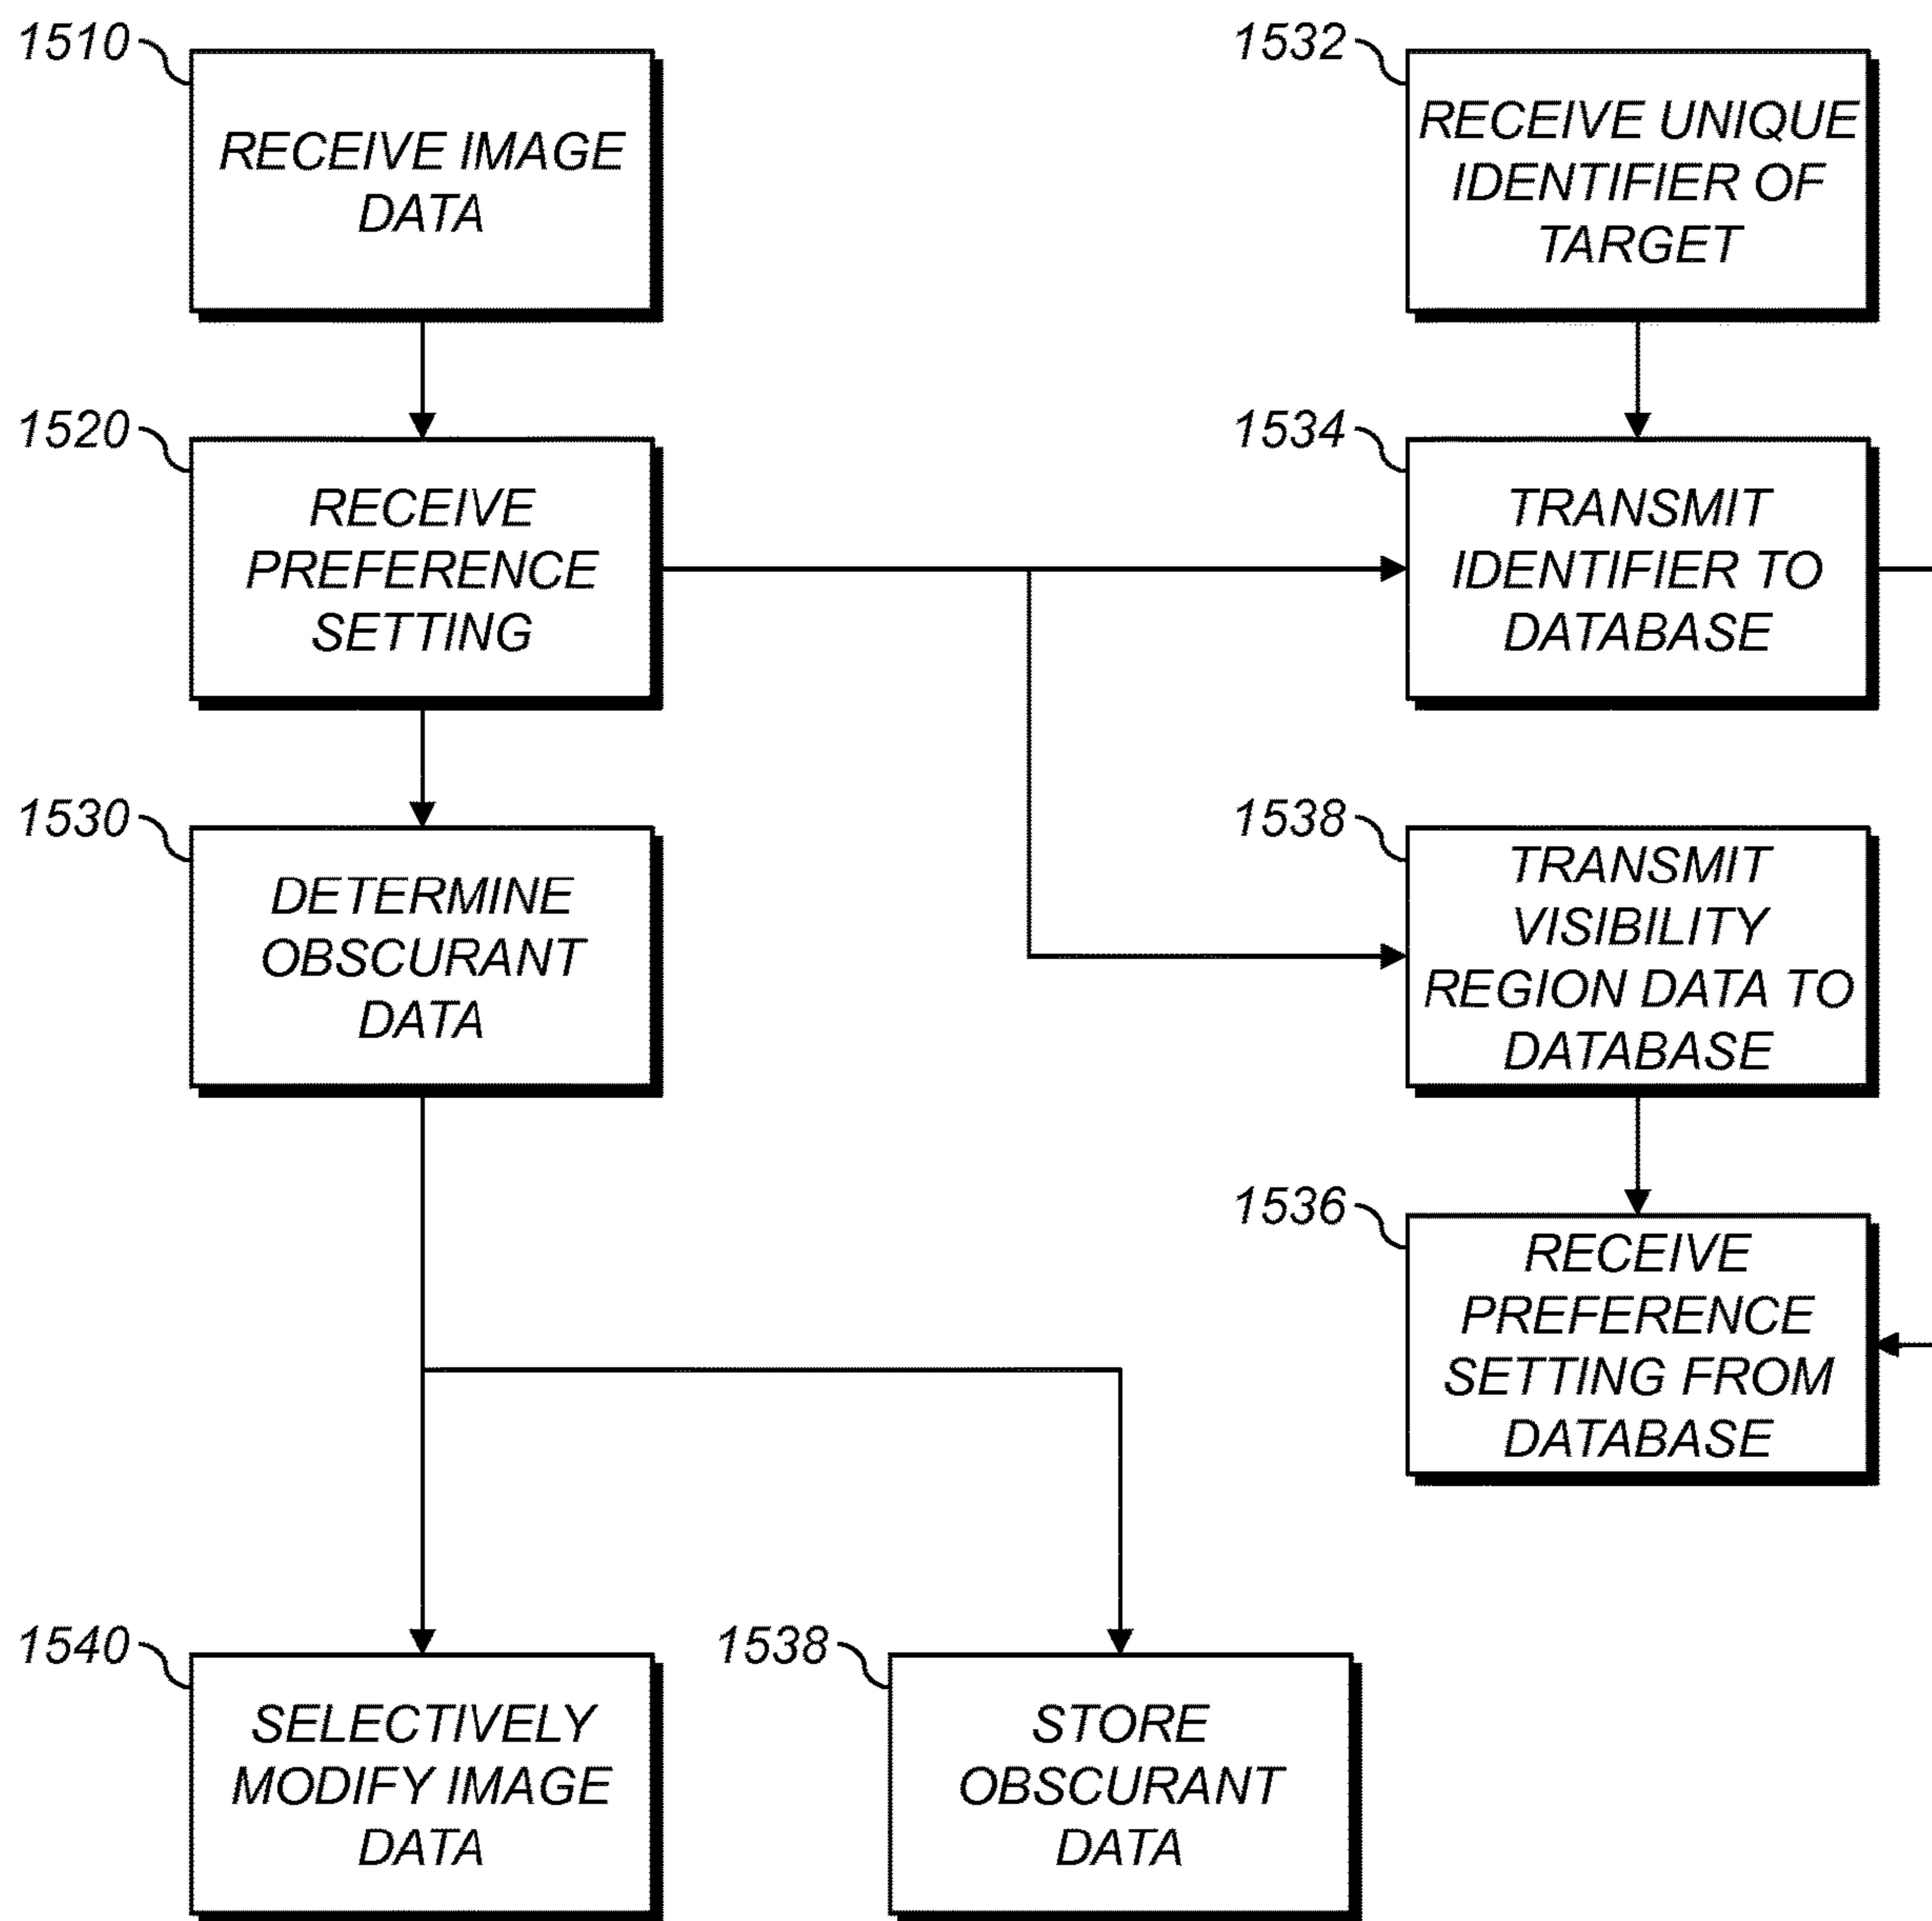 1510
RECEIVE IMAGE
DATA
1532
RECEIVE UNIQUE
IDENTIFIER OF
TARGET
1520
RECEIVE
PREFERENCE
SETTING
1534
TRANSMIT
IDENTIFIER TO
DATABASE
1530
DETERMINE
OBSCURANT
DATA
1538
TRANSMIT
VISIBILITY
REGION DATA TO
DATABASE
1536
RECEIVE
PREFERENCE
SETTING FROM
DATABASE
1540
SELECTIVELY
MODIFY IMAGE
DATA
1538
STORE
OBSCURANT
DATA